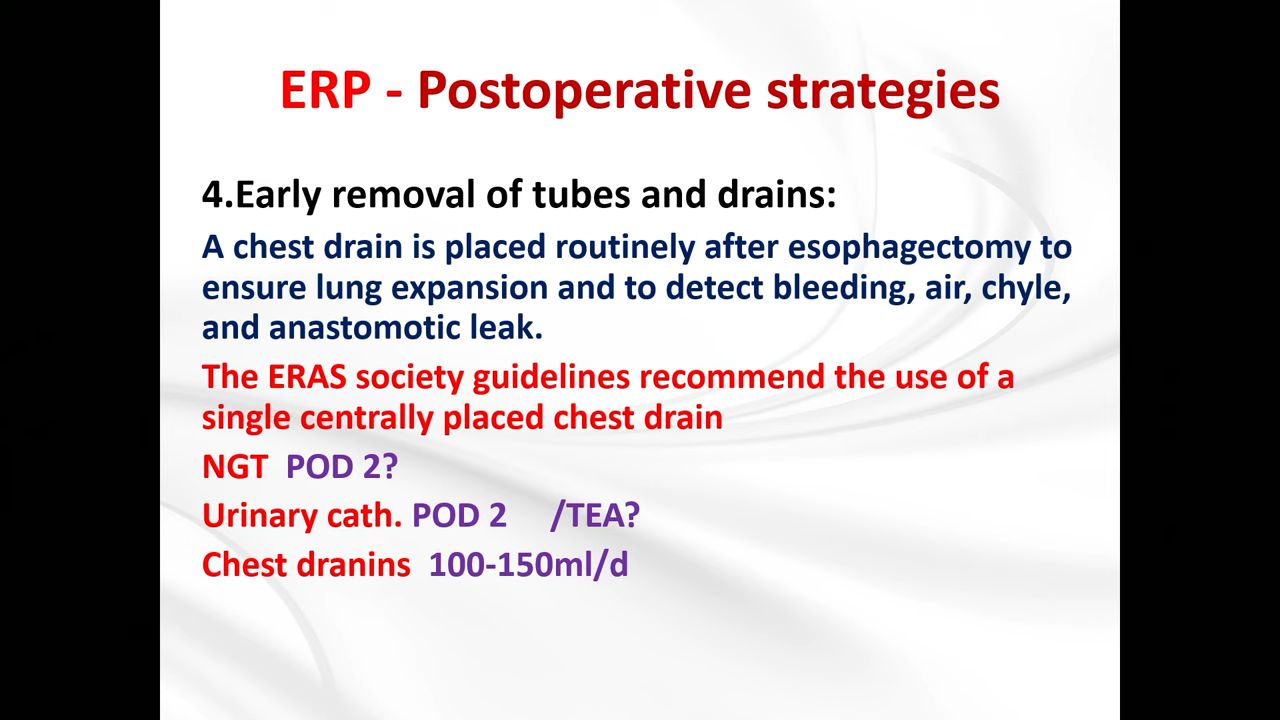 ERP - Postoperative strategies
4.Early removal of tubes and drains:
A chest drain is placed routinely after esophagectomy to
ensure lung expansion and to detect bleeding, air, chyle,
and anastomotic leak.
The ERAS society guidelines recommend the use of a
single centrally placed chest drain
NGT POD 2?
Urinary cath. POD 2 /TEA?
Chest dranins 100-150ml/d